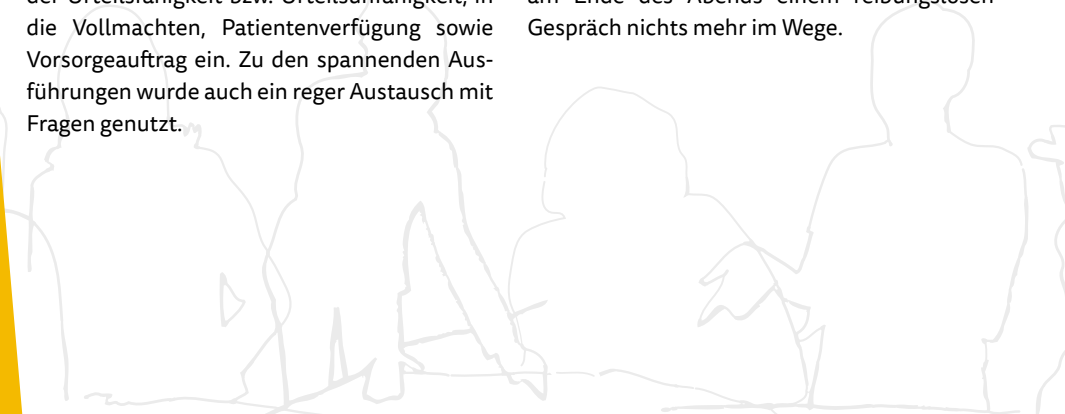 der Urteilsfähigkeit bzw. Urteilsunfähigkeit, in
die Vollmachten, Patientenverfügung sowie
Vorsorgeauftrag ein. Zu den spannenden Aus-
führungen wurde auch ein reger Austausch mit
Fragen genutzt.
am Ende des Abends einem reibungslosen
Gespräch nichts mehr im Wege.